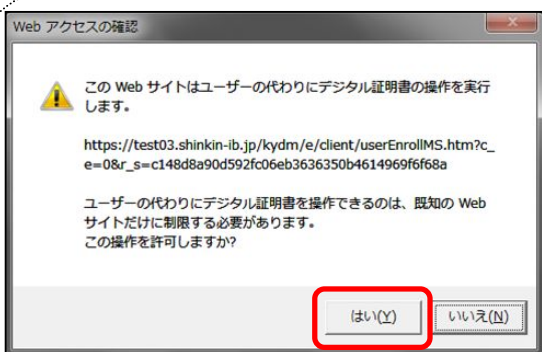 Web アクセスの確認
この Web サイトはユーザーの代わりにデジタル証明書の操作を実行
します。
https://test03.shinkin-ib.jp/kydm/e/client/userEnrollMS.htm?c_
e=0&r_s=c148d8a90d592fc06eb3636350b4614969f6f68a
ユーザーの代わりにデジタル証明書を操作できるのは、既知の Web
サイトだけに制限する必要があります。
この操作を許可しますか?
はい(Y) いいえ(N)